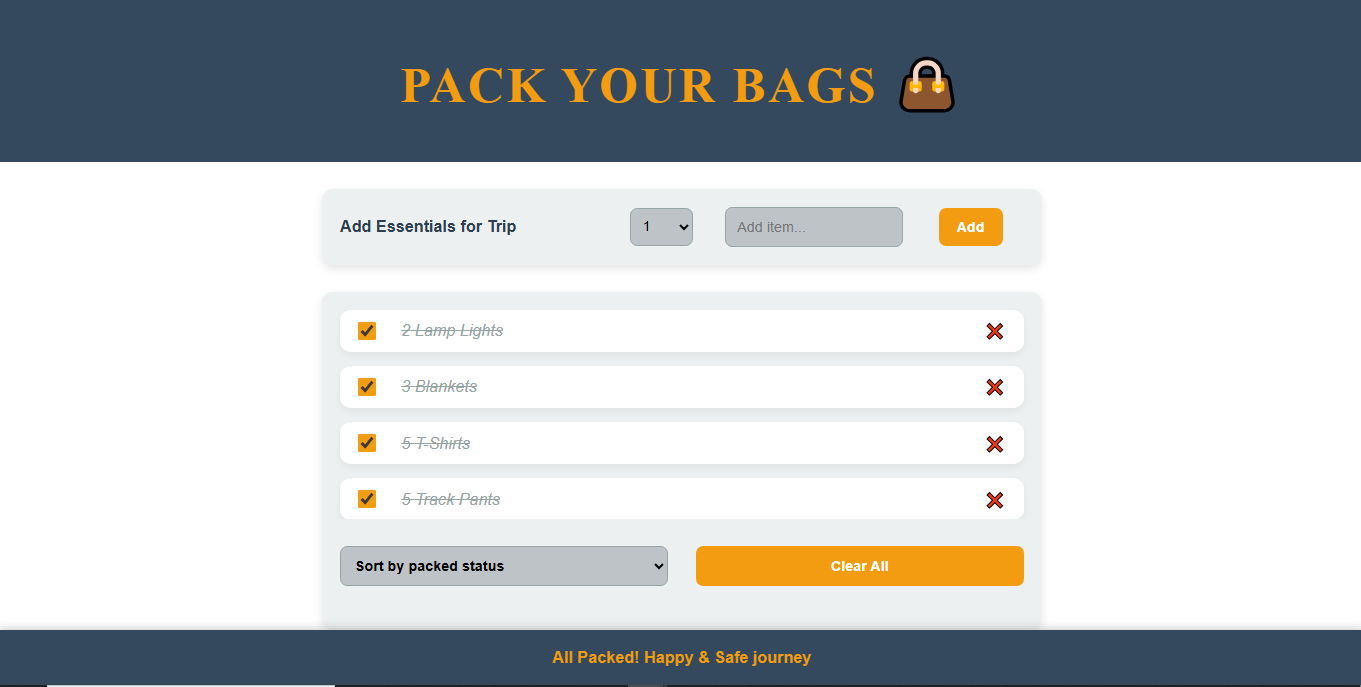 PACK YOUR BAGS
Add Essentials for Trip 1 Add item... Add
2 Lamp Lights
3 Blankets
5 T-Shirts
5 Track Pants
Sort by packed status Clear All
All Packed! Happy & Safe journey